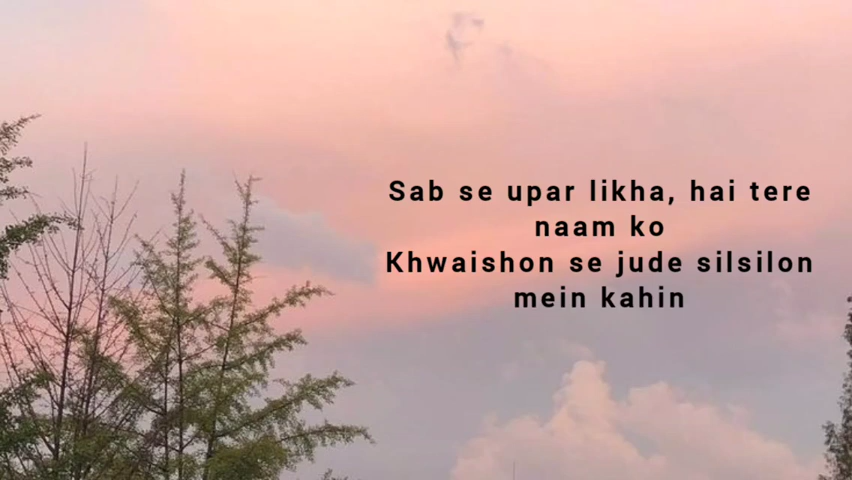 Sab se upar likha, hai tere
naam ko
Khwaishon se jude silsilon
mein kahin